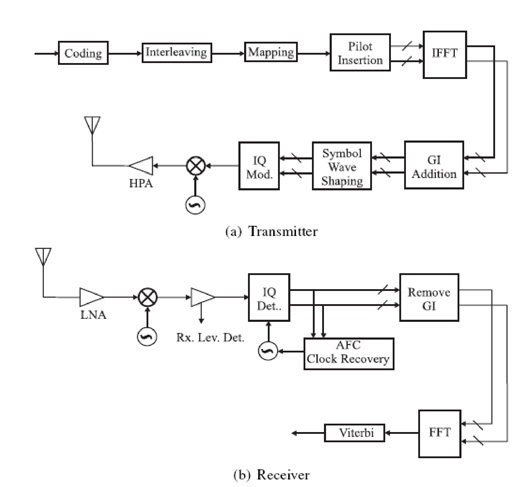 Coding
Interleaving
Mapping
Pilot
Insertion
IFFT
HPA
IQ
Mod.
Symbol
Wave
Shaping
GI
Addition
(a) Transmitter
LNA
Rx. Lev. Det.
IQ
Det..
Remove
GI
AFC
Clock Recovery
Viterbi
FFT
(b) Receiver